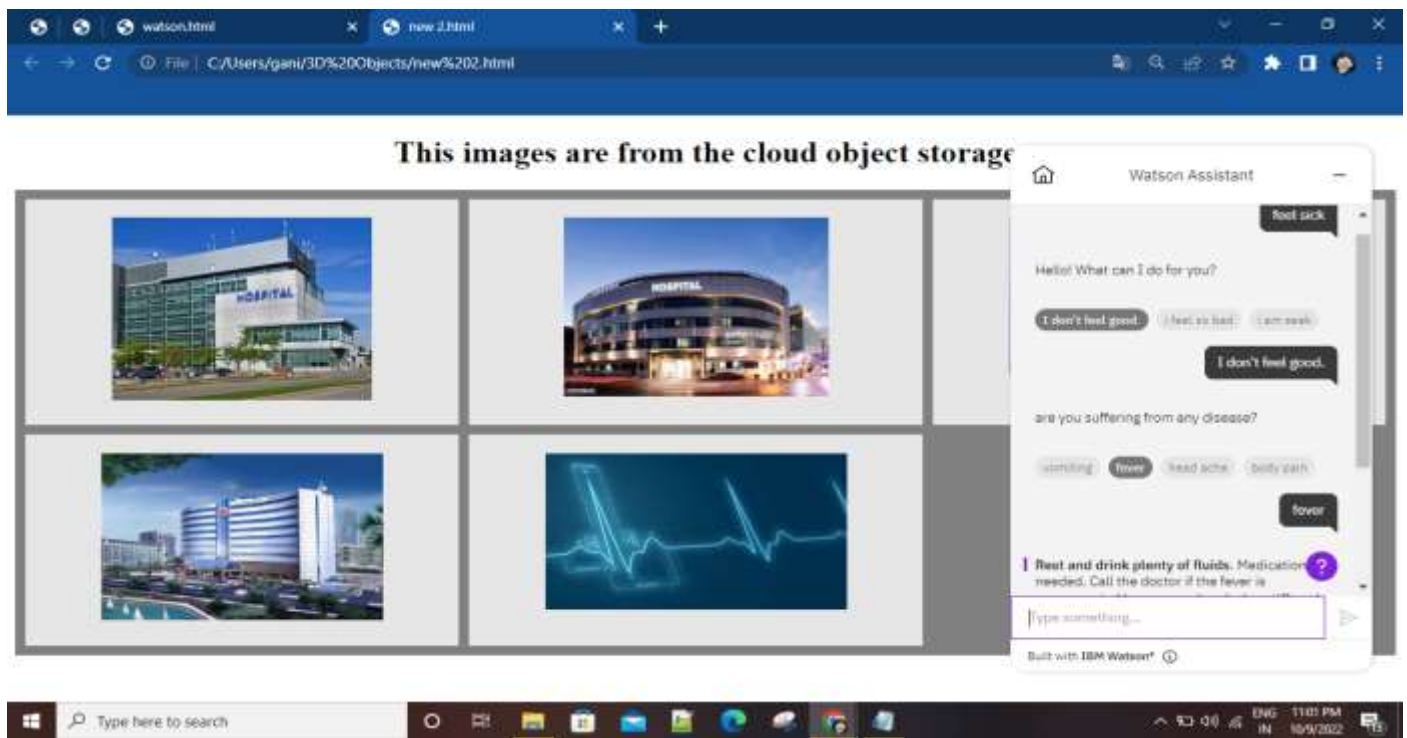 watson.html
new 2.html
File C:/Users/gani/3D%20Objects/new%202.html
This images are from the cloud object storage
HOSPITAL
HOSPITAL
Watson Assistant
feel sick
Hello! What can I do for you?
I don't feel good. i feel so bad
I don't feel good.
are you suffering from any disease?
vomiting fever head ache body pain
fever
Rest and drink plenty of fluids. Medication
needed. Call the doctor if the fever is
Type something...
Built with IBM Watson®
Type here to search
ENG 11:01 PM
IN 10/9/2022